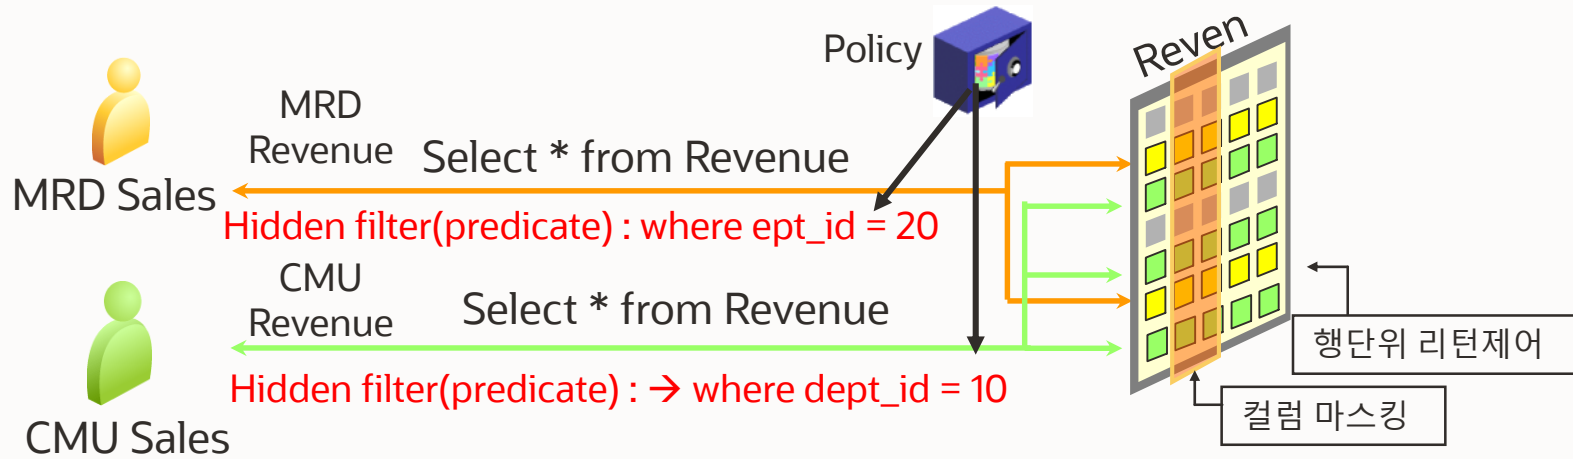 Policy
Reven
MRD
Revenue
Select * from Revenue
MRD Sales
Hidden filter(predicate) : where ept_id = 20
CMU
Revenue
Select * from Revenue
행단위 리턴제어
Hidden filter(predicate) : → where dept_id = 10
컬럼 마스킹
CMU Sales